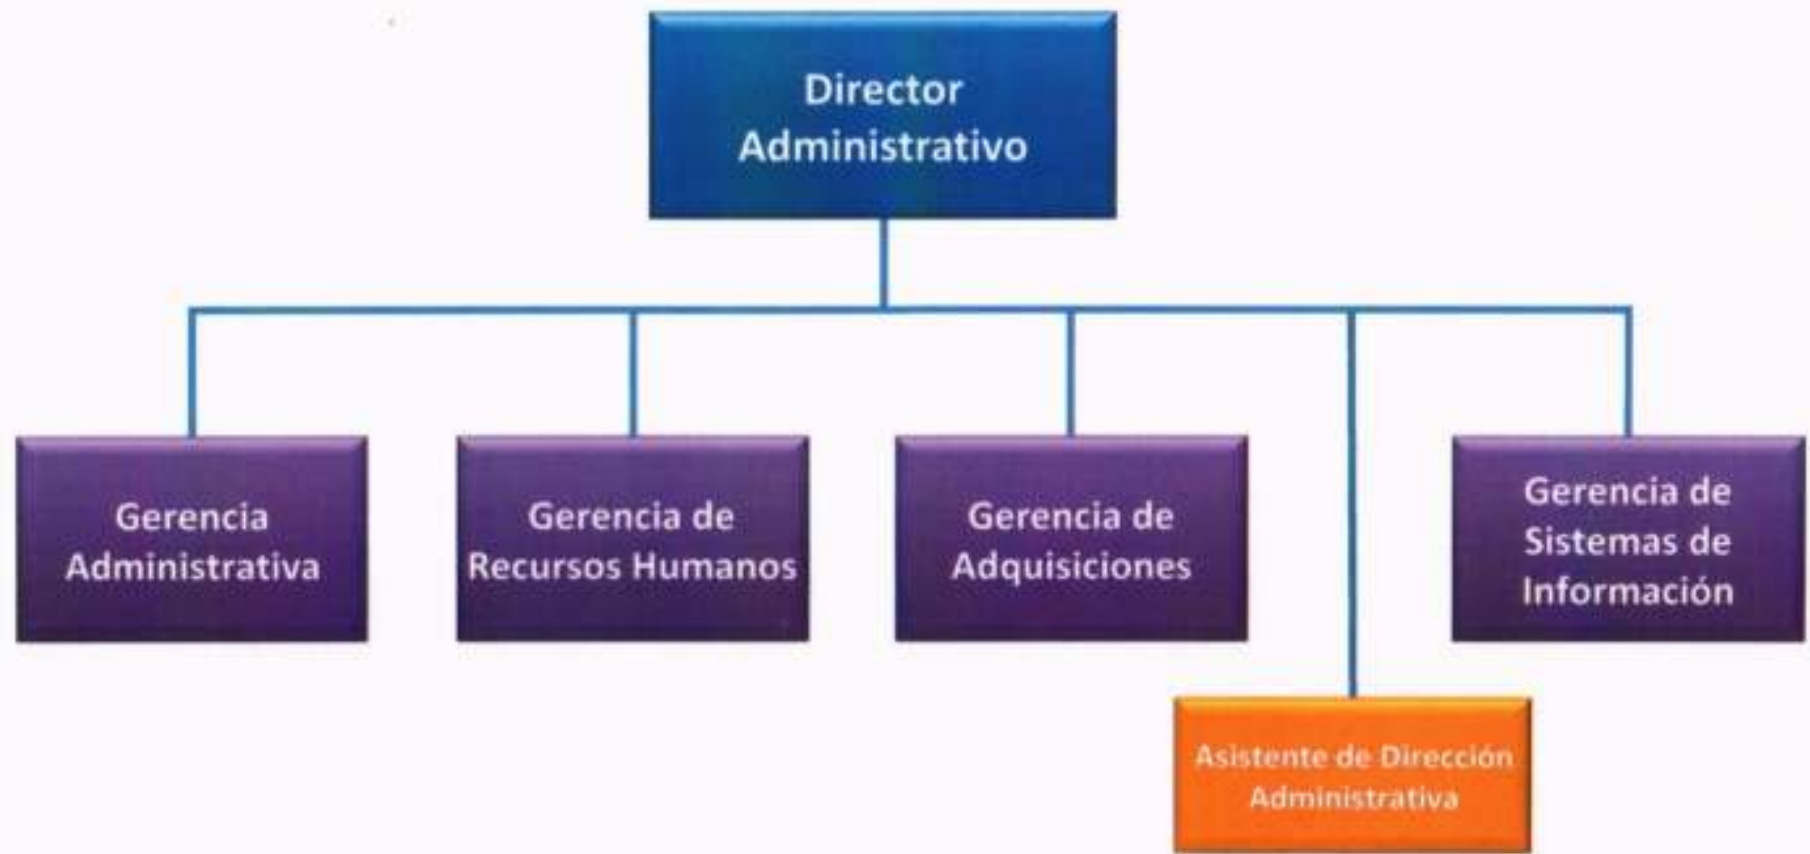 Director
Administrativo
Gerencia
Administrativa
Gerencia de
Recursos Humanos
Gerencia de
Adquisiciones
Gerencia de
Sistemas de
Información
Asistente de Dirección
Administrativa